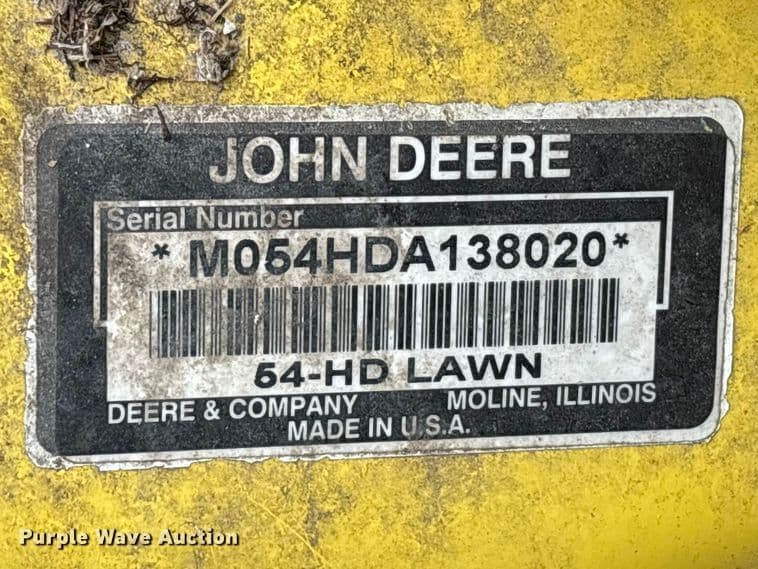 JOHN DEERE
Serial Number
* M054HDA138020*
54-HD LAWN
DEERE & COMPANY MOLINE, ILLINOIS
MADE IN U.S.A.
Purple Wave Auction